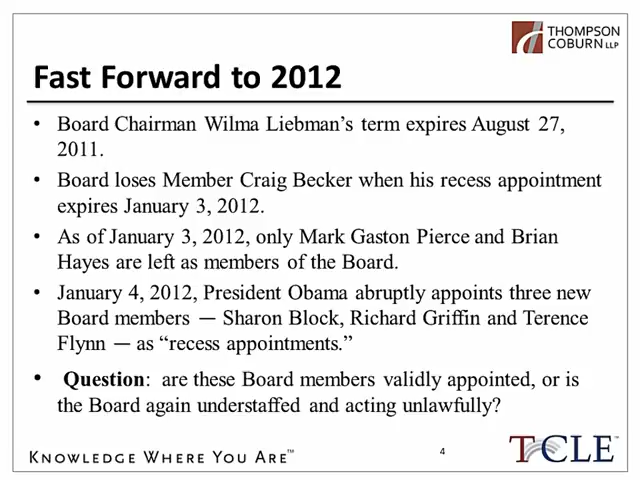 THOMPSON
COBURN LLP
Fast Forward to 2012
• Board Chairman Wilma Liebman’s term expires August 27,
2011.
• Board loses Member Craig Becker when his recess appointment
expires January 3, 2012.
• As of January 3, 2012, only Mark Gaston Pierce and Brian
Hayes are left as members of the Board.
• January 4, 2012, President Obama abruptly appoints three new
Board members — Sharon Block, Richard Griffin and Terence
Flynn — as “recess appointments.”
• Question: are these Board members validly appointed, or is
the Board again understaffed and acting unlawfully?
KNOWLEDGE WHERE YOU ARE™
4
TCCLE™